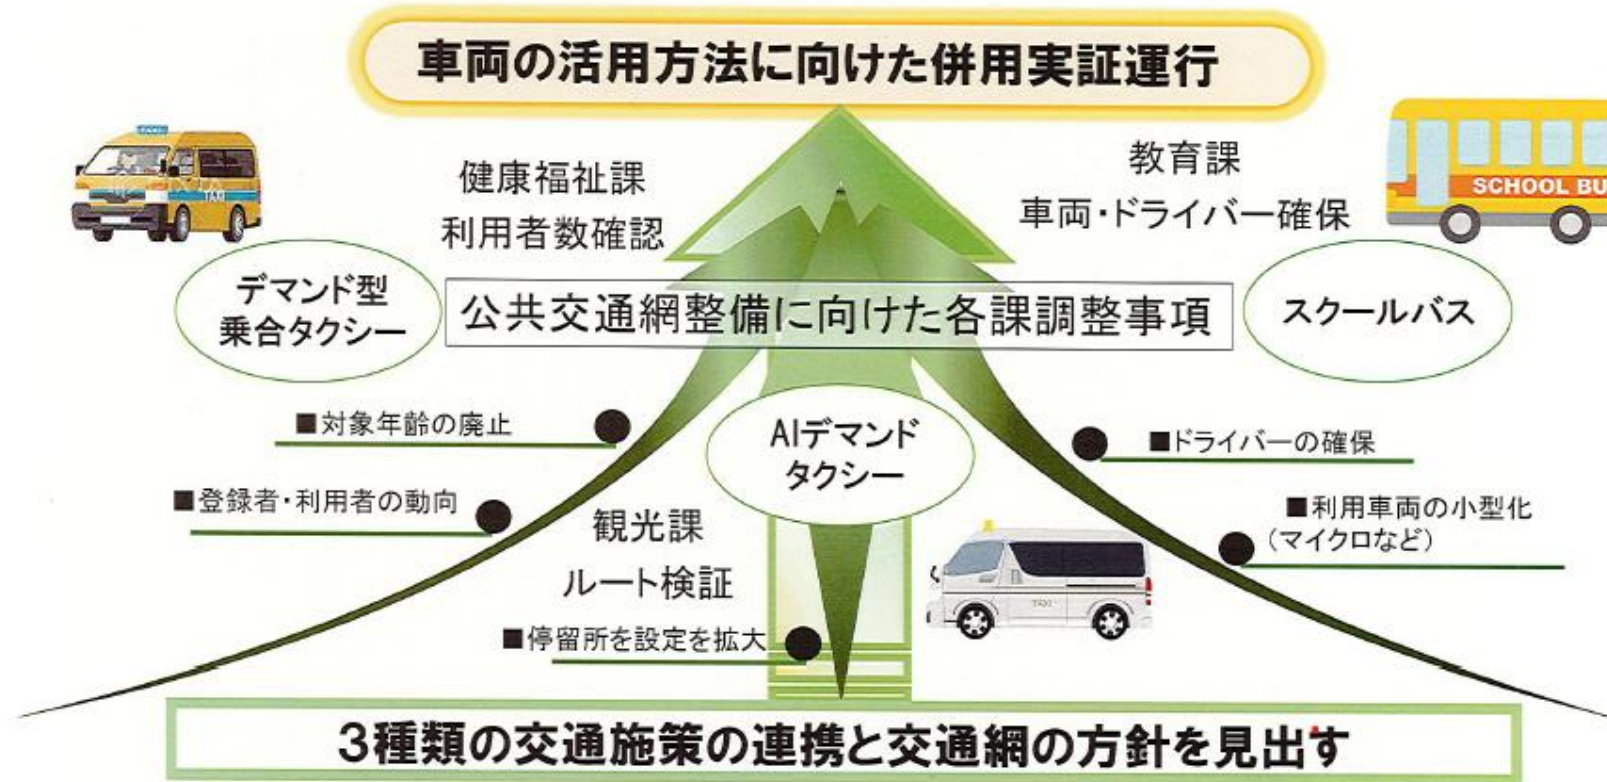 車両の活用方法に向けた併用実証運行
健康福祉課
利用者数確認
教育課
車両・ドライバー確保
TAXI
SCHOOL BU
デマンド型
乗合タクシー
公共交通網整備に向けた各課調整事項
スクールバス
■対象年齢の廃止
■登録者・利用者の動向
AIデマンド
タクシー
■ドライバーの確保
■利用車両の小型化
（マイクロなど）
観光課
ルート検証
TAXI
■停留所を設定を拡大
3種類の交通施策の連携と交通網の方針を見出す